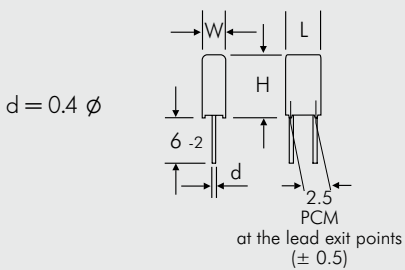 W
L
H
d = 0.4 ϕ
6 -2
d
2.5
PCM
at the lead exit points
(± 0.5)